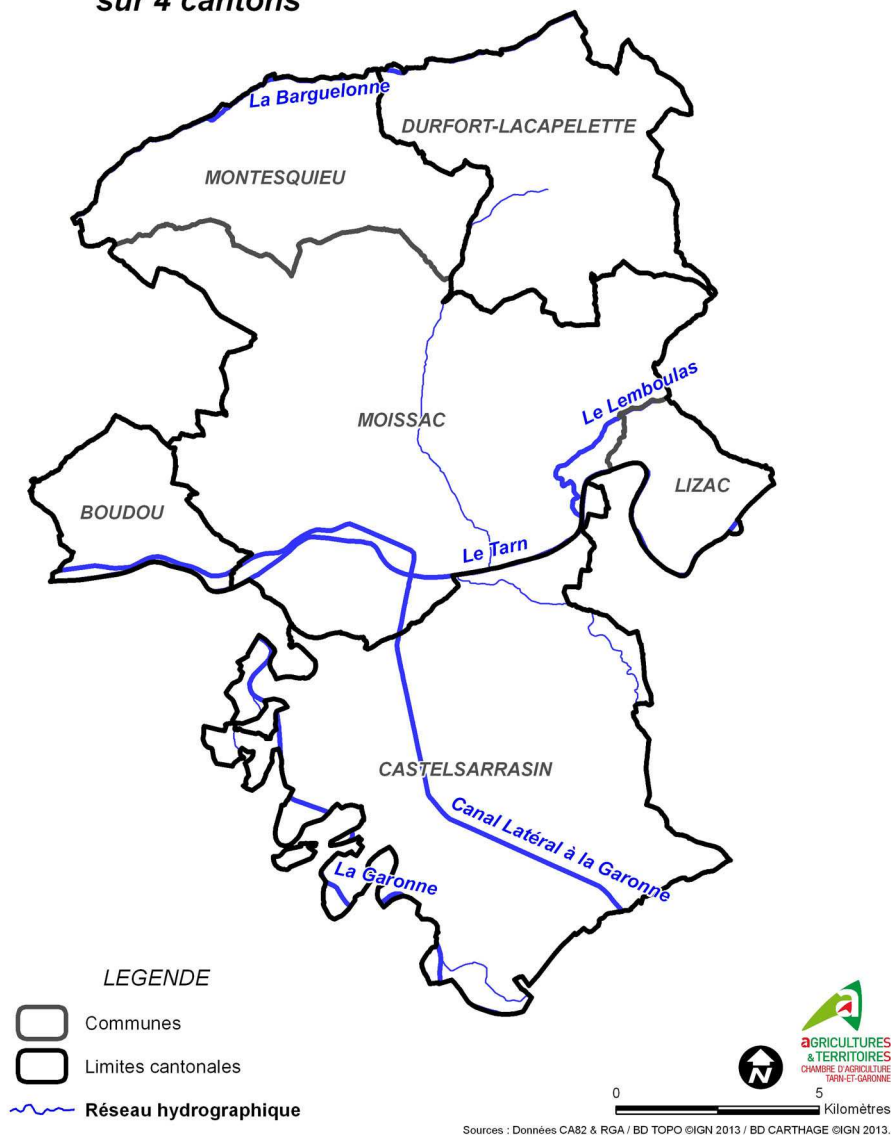 sur 4 cantons
La Barguelonne
DURFORT-LACAPELETTE
MONTESQUIEU
Le Lemboulas
MOISSAC
LIZAC
BOUDOU
Le Tarn
CASTELSARRASIN
Canal Latéral à la Garonne
La Garonne
LEGENDE
Communes
Limites cantonales
Réseau hydrographique
N
a
aGRICULTURES
& TERRITOIRES
CHAMBRE D'AGRICULTURE
TARN-ET-GARONNE
0 5
Kilomètres
Sources : Données CA82 & RGA / BD TOPO ©IGN 2013 / BD CARTHAGE ©IGN 2013.